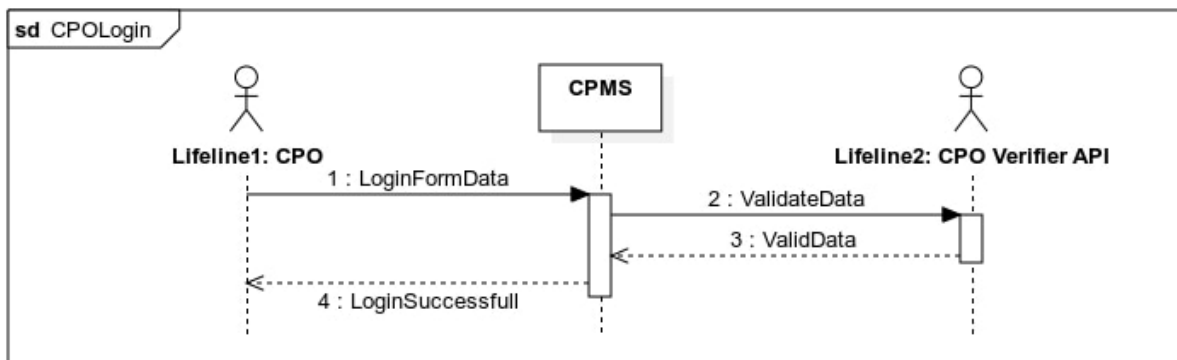 sd CPOLogin
CPMS
Lifeline1: CPO
Lifeline2: CPO Verifier API
1 : LoginFormData
2 : ValidateData
3 : ValidData
4 : LoginSuccessfull